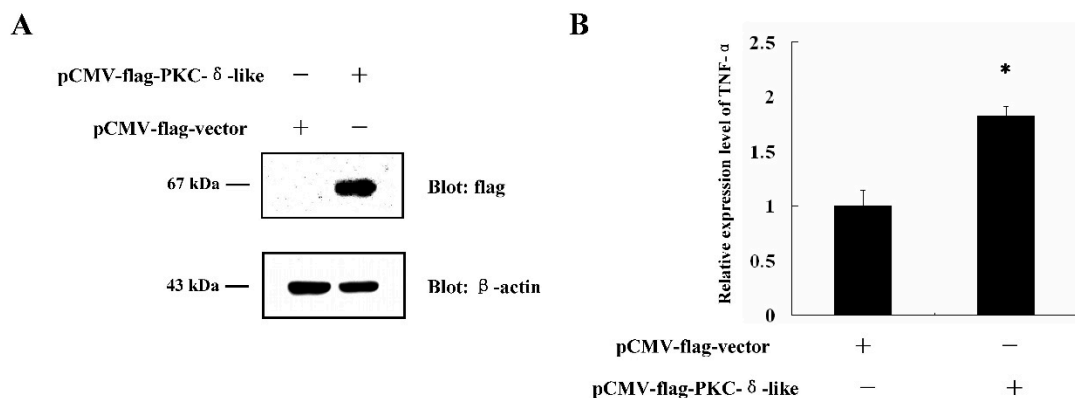 A
pCMV-flag-PKC-δ-like − +
pCMV-flag-vector + −
67 kDa
Blot: flag
43 kDa
Blot: β-actin
B
Relative expression level of TNF-α
2.5
2
1.5
1
0.5
0
*
pCMV-flag-vector + −
pCMV-flag-PKC-δ-like − +